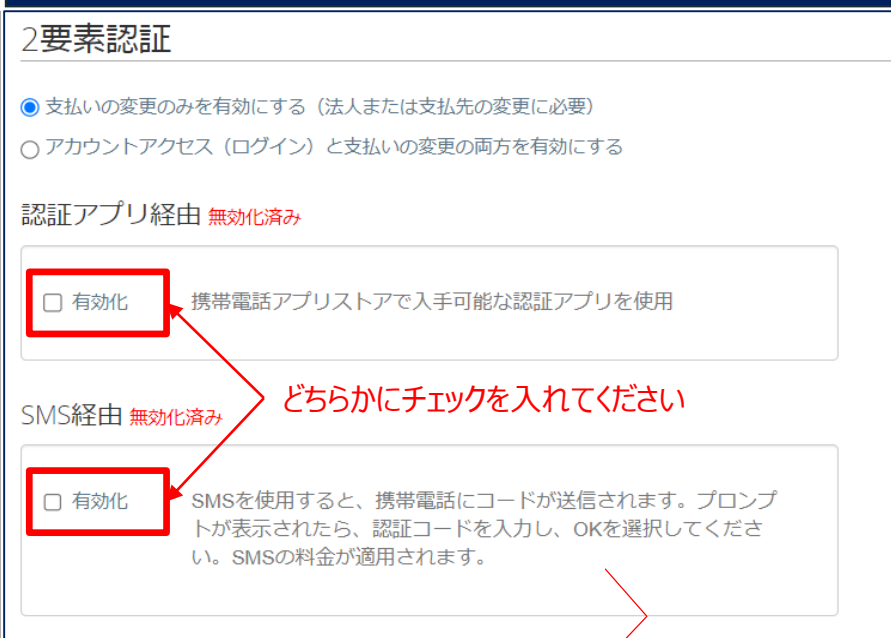 2要素認証
支払いの変更のみを有効にする（法人または支払先の変更に必要）
アカウントアクセス（ログイン）と支払いの変更の両方を有効にする
認証アプリ経由 無効化済み
有効化 携帯電話アプリストアで入手可能な認証アプリを使用
どちらかにチェックを入れてください
SMS経由 無効化済み
有効化 SMSを使用すると、携帯電話にコードが送信されます。プロンプ
トが表示されたら、認証コードを入力し、OKを選択してくださ
い。SMSの料金が適用されます。